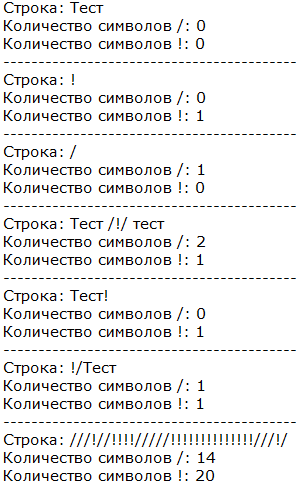 Строка: Тест
Количество символов /: 0
Количество символов !: 0
------------------------------------------
Строка: !
Количество символов /: 0
Количество символов !: 1
------------------------------------------
Строка: /
Количество символов /: 1
Количество символов !: 0
------------------------------------------
Строка: Тест /!/ тест
Количество символов /: 2
Количество символов !: 1
------------------------------------------
Строка: Тест!
Количество символов /: 0
Количество символов !: 1
------------------------------------------
Строка: !/Тест
Количество символов /: 1
Количество символов !: 1
------------------------------------------
Строка: ///!//!!!!/////!!!!!!!!!!!!!!///!/
Количество символов /: 14
Количество символов !: 20